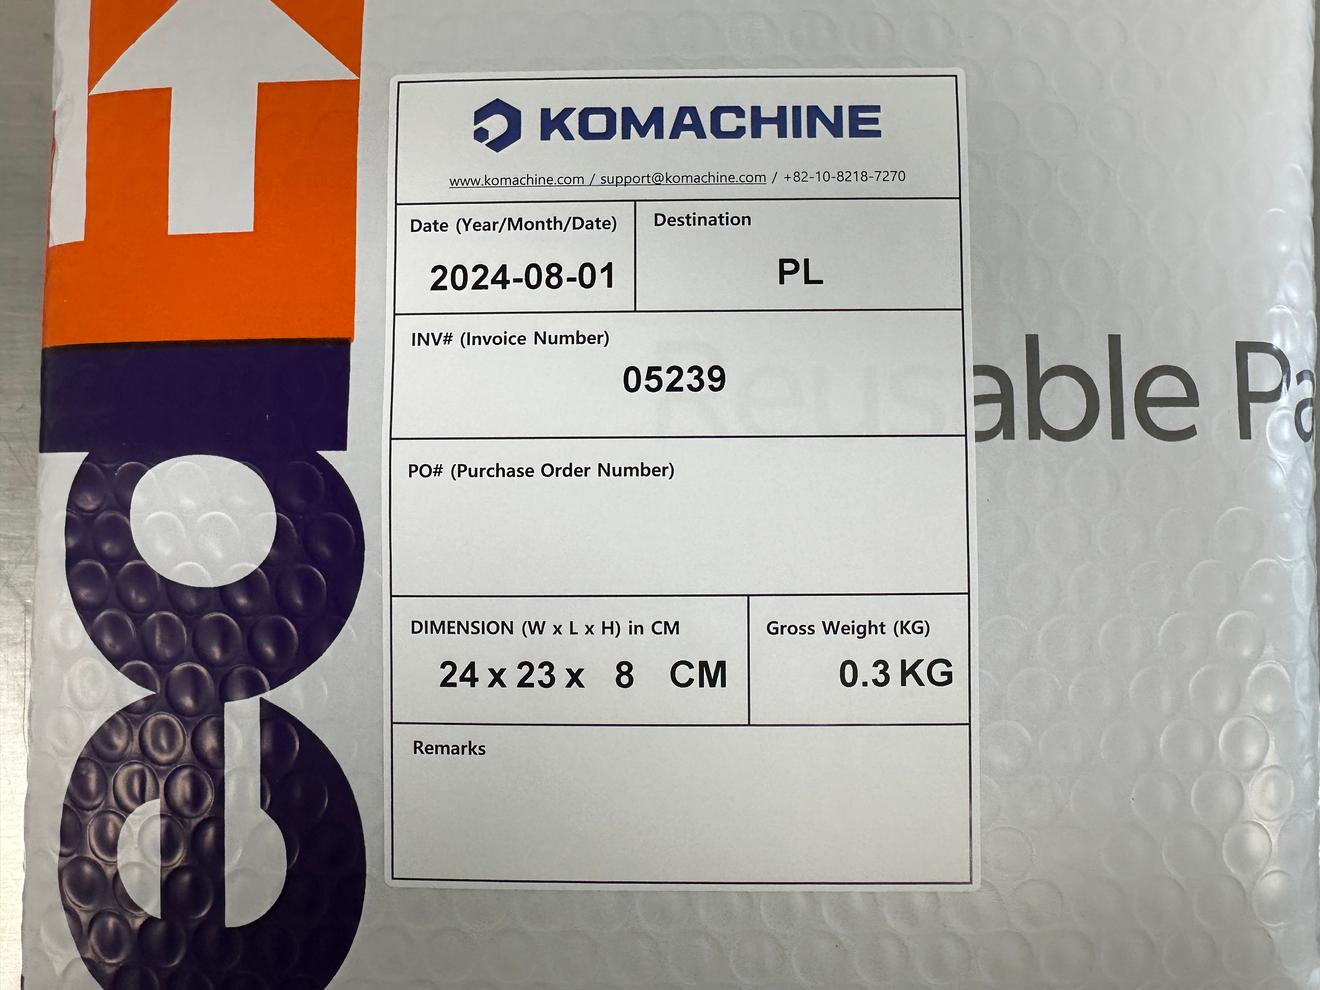 KOMACHINE
www.komachine.com / support@komachine.com / +82-10-8218-7270
Date (Year/Month/Date)
2024-08-01
Destination
PL
INV# (Invoice Number)
05239
PO# (Purchase Order Number)
DIMENSION (W x L x H) in CM
24 x 23 x 8 CM
Gross Weight (KG)
0.3 KG
Remarks
Reusable Pa